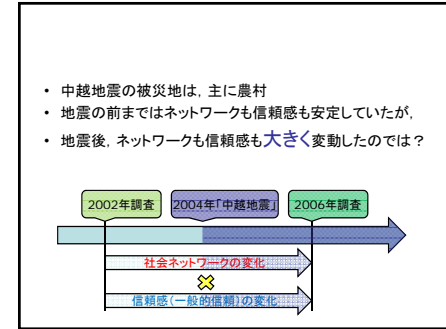 • 中越地震の被災地は，主に農村
• 地震の前まではネットワークも信頼感も安定していたが，
• 地震後，ネットワークも信頼感も大きく変動したのでは？
2002年調査
2004年「中越地震」
2006年調査
社会ネットワークの変化
信頼感（一般的信頼）の変化